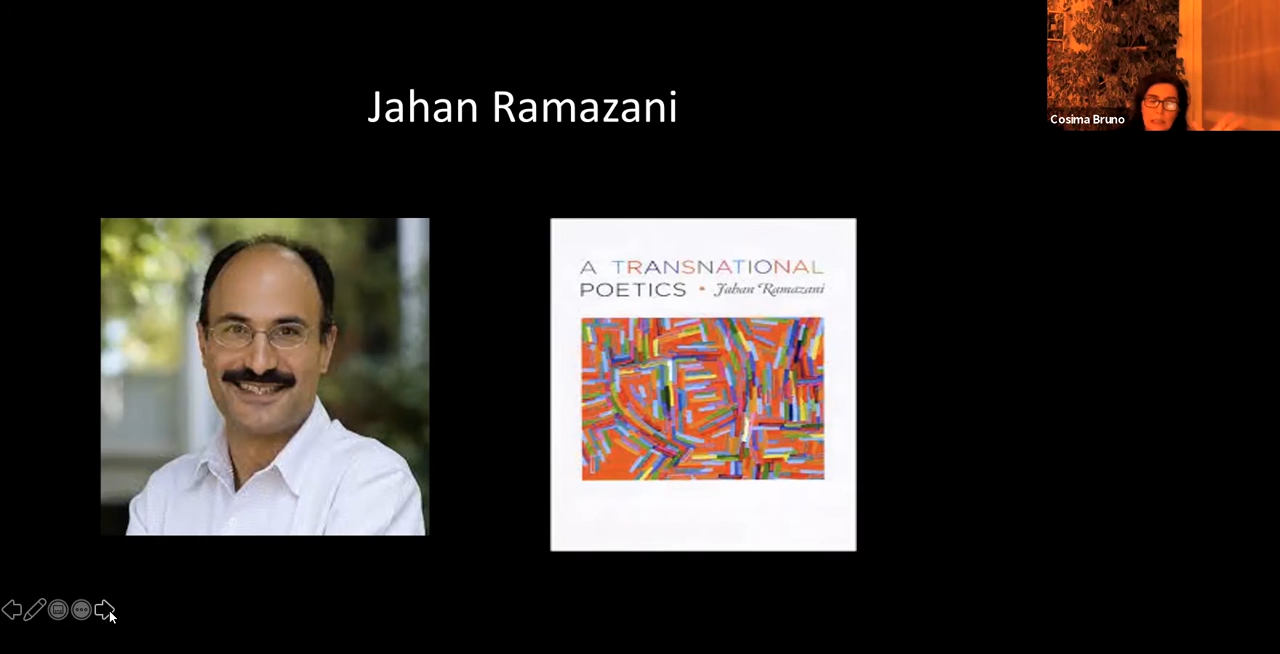 Jahan Ramazani
Cosima Bruno
A TRANSNATIONAL
POETICS • Jahan Ramazani